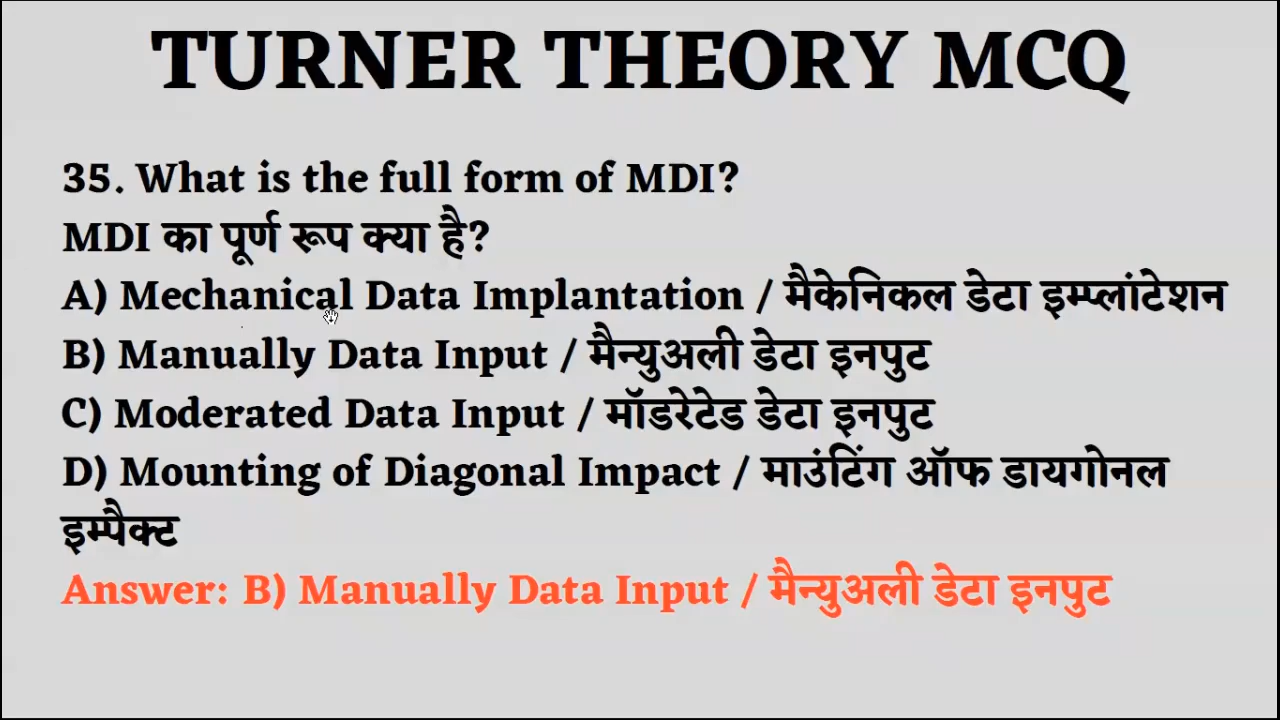 TURNER THEORY MCQ
35. What is the full form of MDI?
MDI का पूर्ण रूप क्या है?
A) Mechanical Data Implantation / मैकेनिकल डेटा इम्प्लांटेशन
B) Manually Data Input / मैन्युअली डेटा इनपुट
C) Moderated Data Input / मॉडरेटेड डेटा इनपुट
D) Mounting of Diagonal Impact / माउंटिंग ऑफ डायगोनल
इम्पैक्ट
Answer: B) Manually Data Input / मैन्युअली डेटा इनपुट